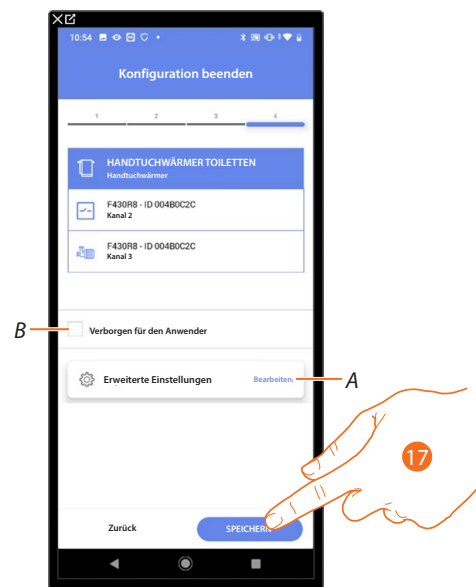 10:54
Konfiguration beenden
1 2 3 4
HANDTUCHWÄRMER TOILETTEN
Handtuchwärmer
F430R8 - ID 004B0C2C
Kanal 2
F430R8 - ID 004B0C2C
Kanal 3
B
Verborgen für den Anwender
Erweiterte Einstellungen
Bearbeiten
A
17
Zurück
SPEICHERN